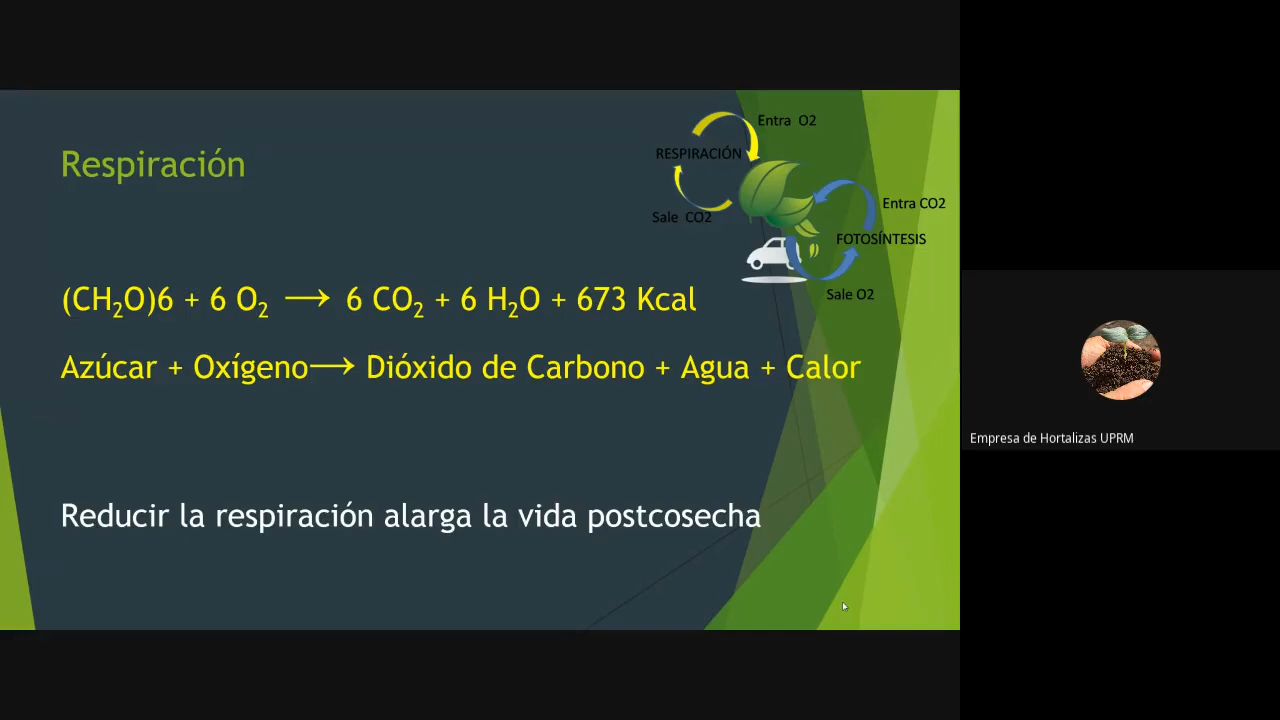 Respiración
Entra O2
RESPIRACIÓN
Sale CO2
Entra CO2
FOTOSÍNTESIS
Sale O2
(CH₂O)6 + 6 O₂ → 6 CO₂ + 6 H₂O + 673 Kcal
Azúcar + Oxígeno→ Dióxido de Carbono + Agua + Calor
Reducir la respiración alarga la vida postcosecha
Empresa de Hortalizas UPRM